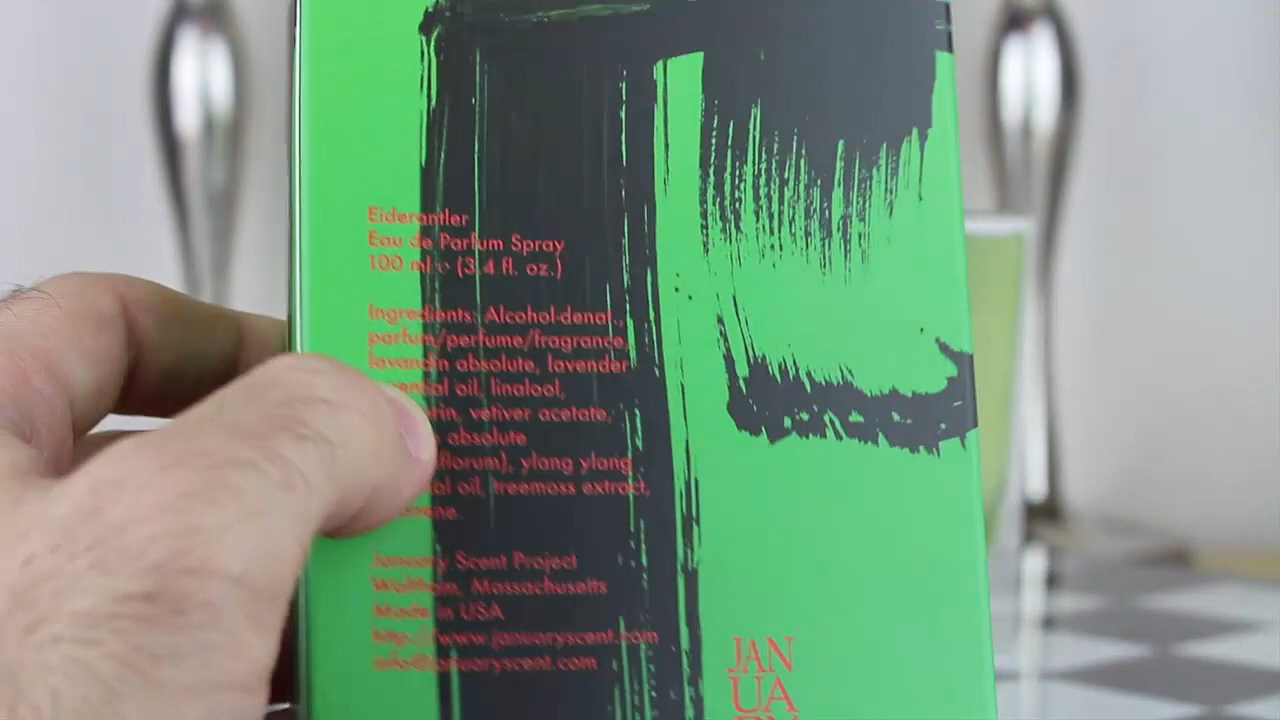 Eiderantler
Eau de Parfum Spray
100 ml e (3.4 fl. oz.)
Ingredients: Alcohol-denat.,
parfum/perfume/fragrance,
lavandin absolute, lavender
oil, linalool,
vetiver acetate,
absolute
ylang ylang
oil, treemoss extract,
January Scent Project
Waltham, Massachusetts
Made in USA
http://www.januaryscent.com
info@januaryscent.com
JAN
UA
RY